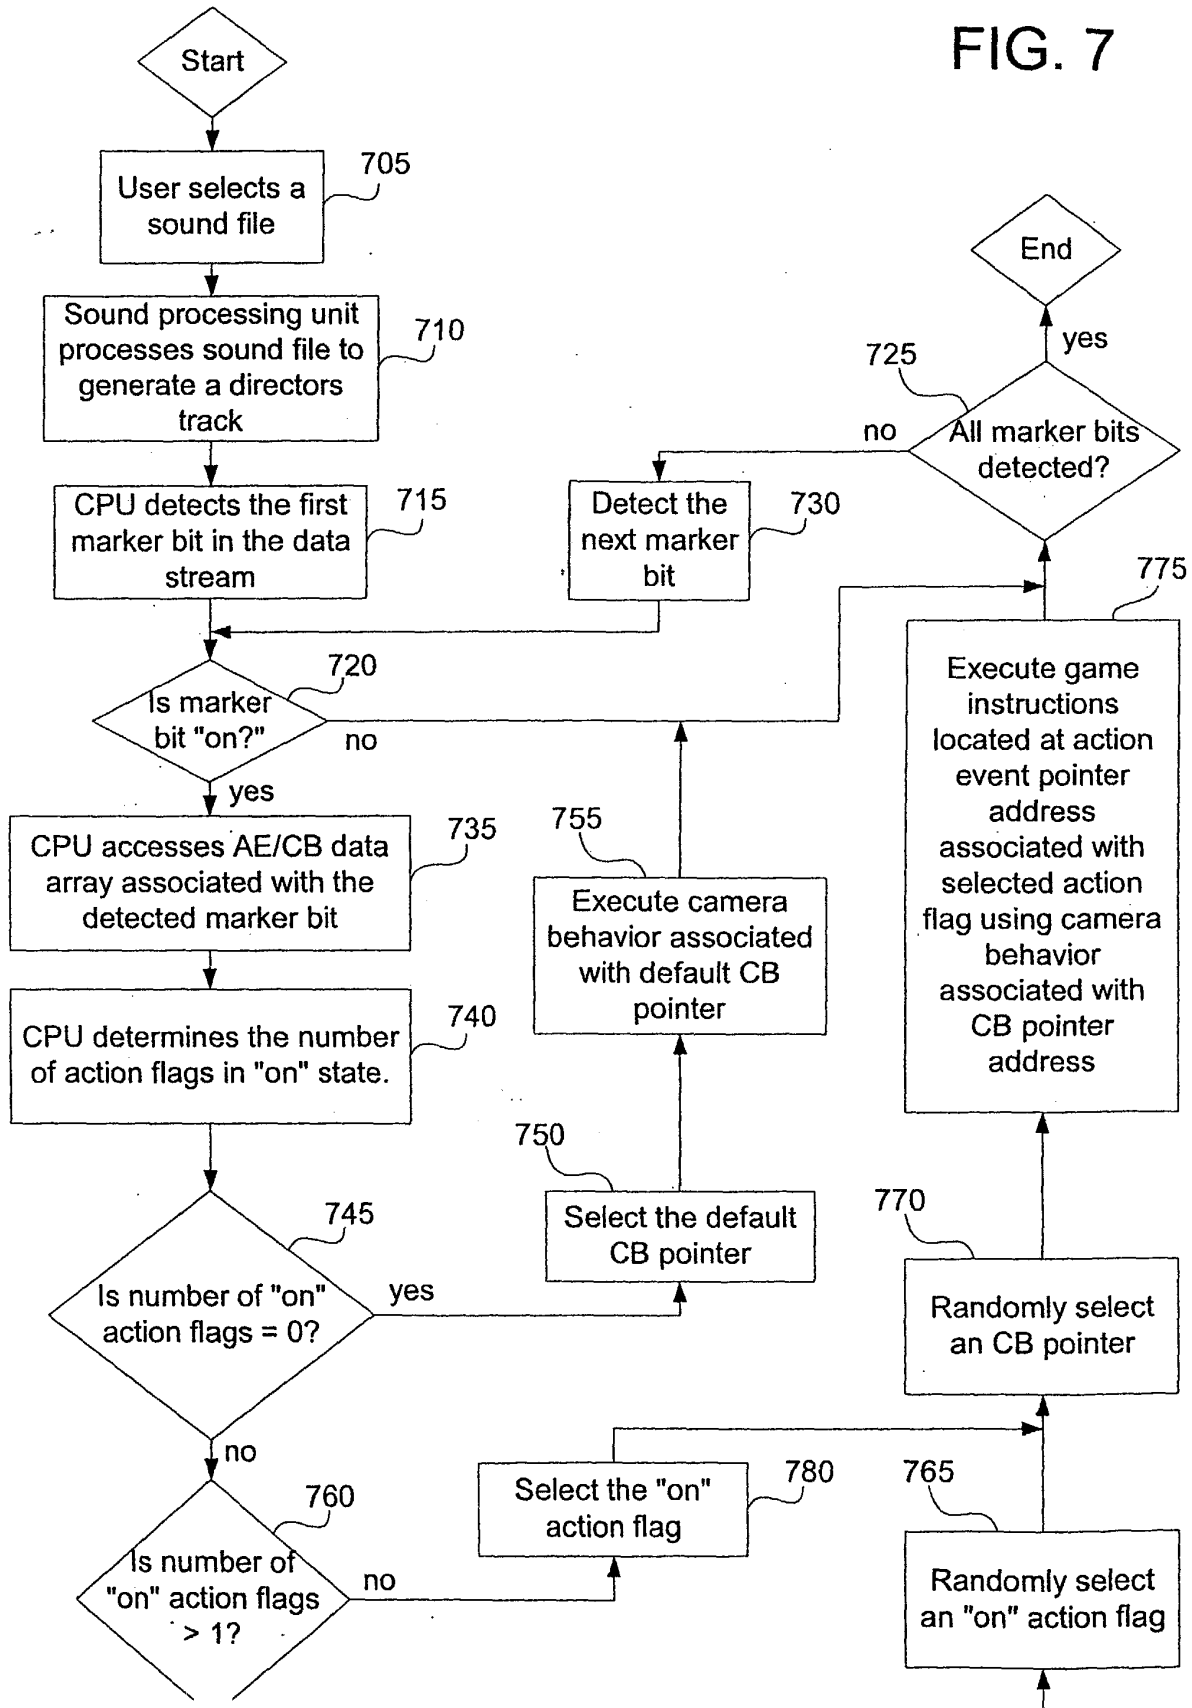 FIG. 7
Start
705
User selects a
sound file
710
Sound processing unit
processes sound file to
generate a directors
track
715
CPU detects the first
marker bit in the data
stream
720
Is marker
bit "on?"
no
yes
735
CPU accesses AE/CB data
array associated with the
detected marker bit
740
CPU determines the number
of action flags in "on" state.
745
Is number of "on"
action flags = 0?
yes
no
760
Is number of
"on" action flags
> 1?
no
End
yes
725
All marker bits
detected?
no
730
Detect the
next marker
bit
755
Execute camera
behavior associated
with default CB
pointer
750
Select the default
CB pointer
780
Select the "on"
action flag
775
Execute game
instructions
located at action
event pointer
address
associated with
selected action
flag using camera
behavior
associated with
CB pointer
address
770
Randomly select
an CB pointer
765
Randomly select
an "on" action flag